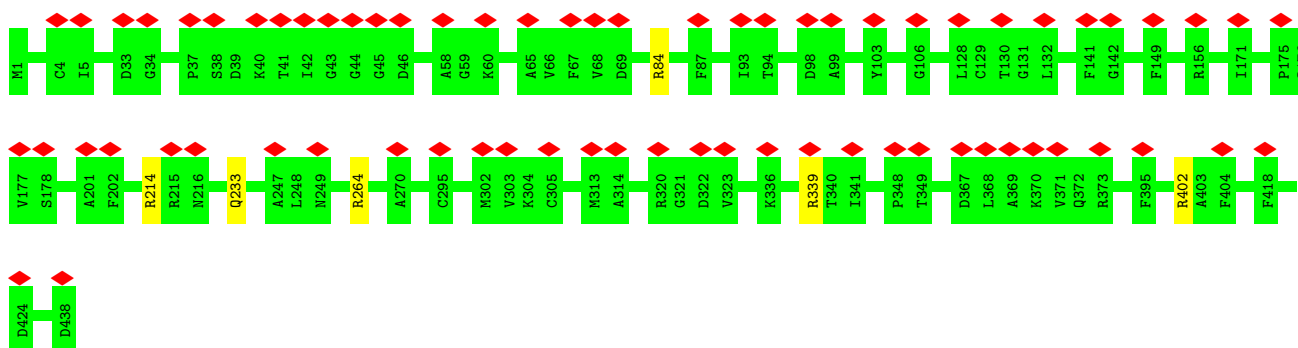 M1 C4 I5 D33 G34 P37 S38 D39 K40 T41 I42 G43 G44 G45 D46 A58 G59 K60 A65 V66 F67 V68 D69 R84 F87 I93 T94 D98 A99 Y103 G106 L128 C129 T130 G131 L132 F141 G142 F149 R156 I171 P175
V177 S178 A201 F202 R214 R215 N216 Q233 A247 L248 N249 R264 A270 C295 M302 V303 K304 C305 M313 A314 R320 G321 D322 V323 K336 R339 T340 I341 P348 T349 D367 L368 A369 K370 V371 Q372 R373 F395 R402 A403 F404 F418
D424 D438